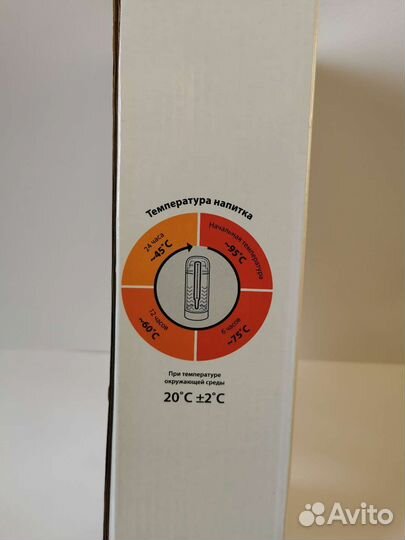 Температура напитка
Начальная температура
~95˚C
6 часов
~75˚C
12 часов
~60˚C
24 часа
~45˚C
При температуре
окружающей среды
20˚C ±2˚C
Avito